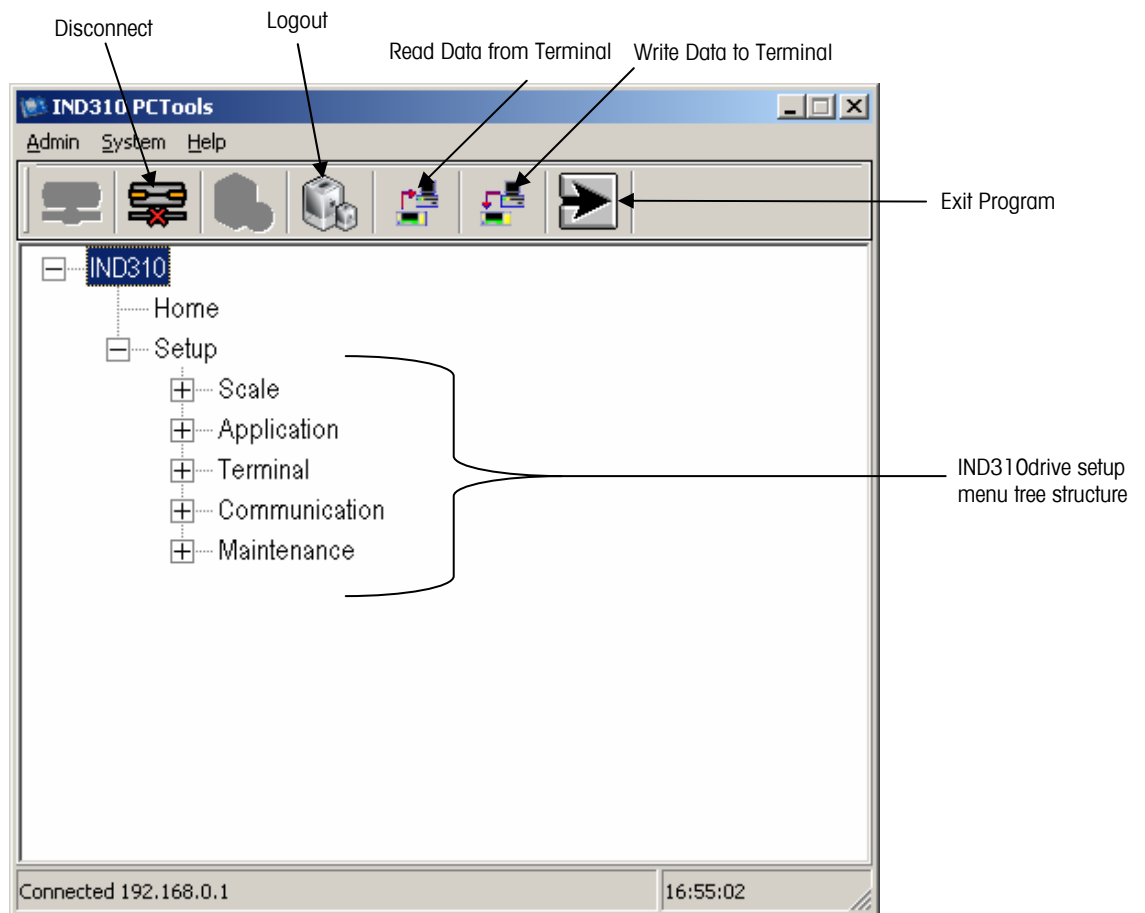 Disconnect
Logout
Read Data from Terminal
Write Data to Terminal
IND310 PCTools
Admin System Help
Exit Program
IND310
Home
Setup
Scale
Application
Terminal
Communication
Maintenance
IND310drive setup
menu tree structure
Connected 192.168.0.1
16:55:02